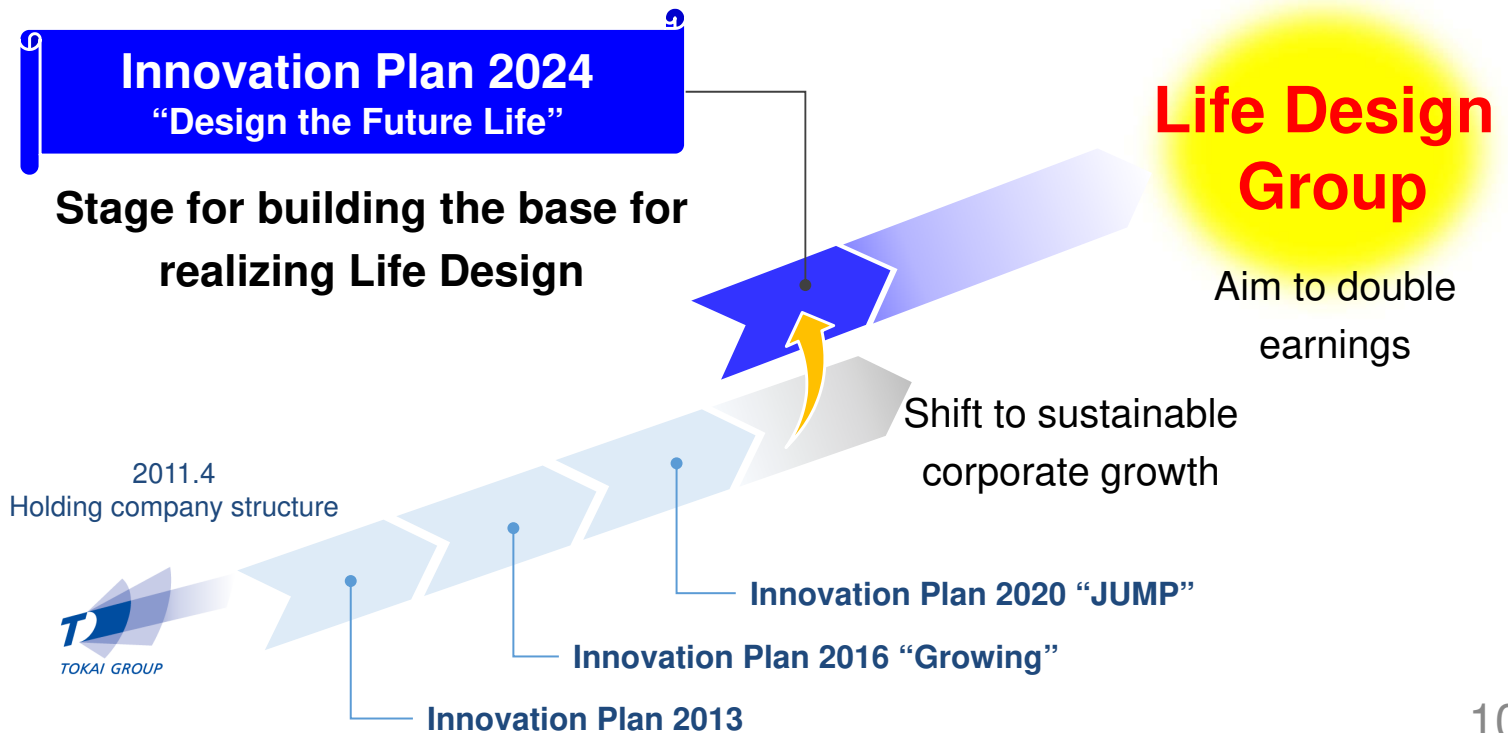 Innovation Plan 2024
“Design the Future Life”
Stage for building the base for
realizing Life Design
Life Design
Group
Aim to double
earnings
Shift to sustainable
corporate growth
2011.4
Holding company structure
TOKAI GROUP
Innovation Plan 2020 “JUMP”
Innovation Plan 2016 “Growing”
Innovation Plan 2013
10